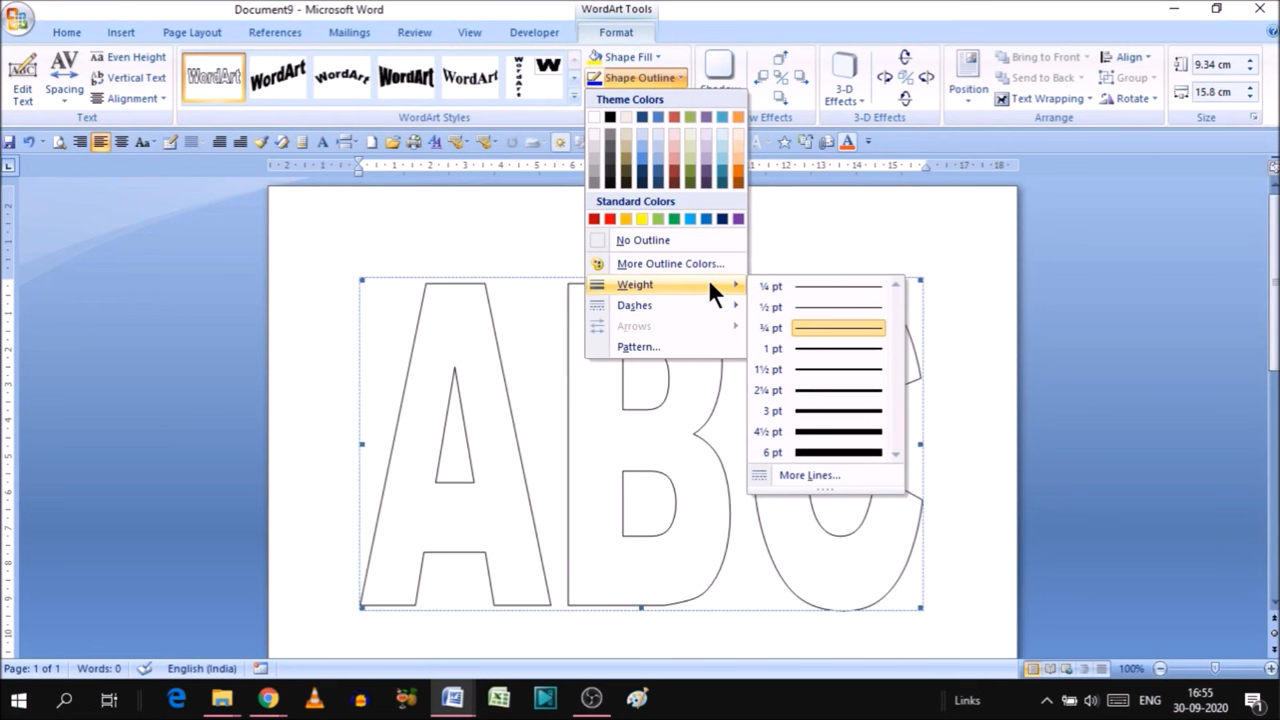 Document9 - Microsoft Word
WordArt Tools
Home Insert Page Layout References Mailings Review View Developer Format
Edit Text
Spacing
Even Height
Vertical Text
Alignment
Text
WordArt WordArt WordArt WordArt WordArt W
WordArt Styles
Shape Fill
Shape Outline
3-D Effects
3-D Effects
Position
Bring to Front
Send to Back
Text Wrapping
Align
Group
Rotate
Arrange
9.34 cm
15.8 cm
Size
Theme Colors
Standard Colors
No Outline
More Outline Colors...
Weight
Dashes
Arrows
Pattern...
¼ pt
½ pt
¾ pt
1 pt
1½ pt
2¼ pt
3 pt
4½ pt
6 pt
More Lines...
ABC
Page: 1 of 1 Words: 0 English (India) 100%
Links ENG 16:55
30-09-2020